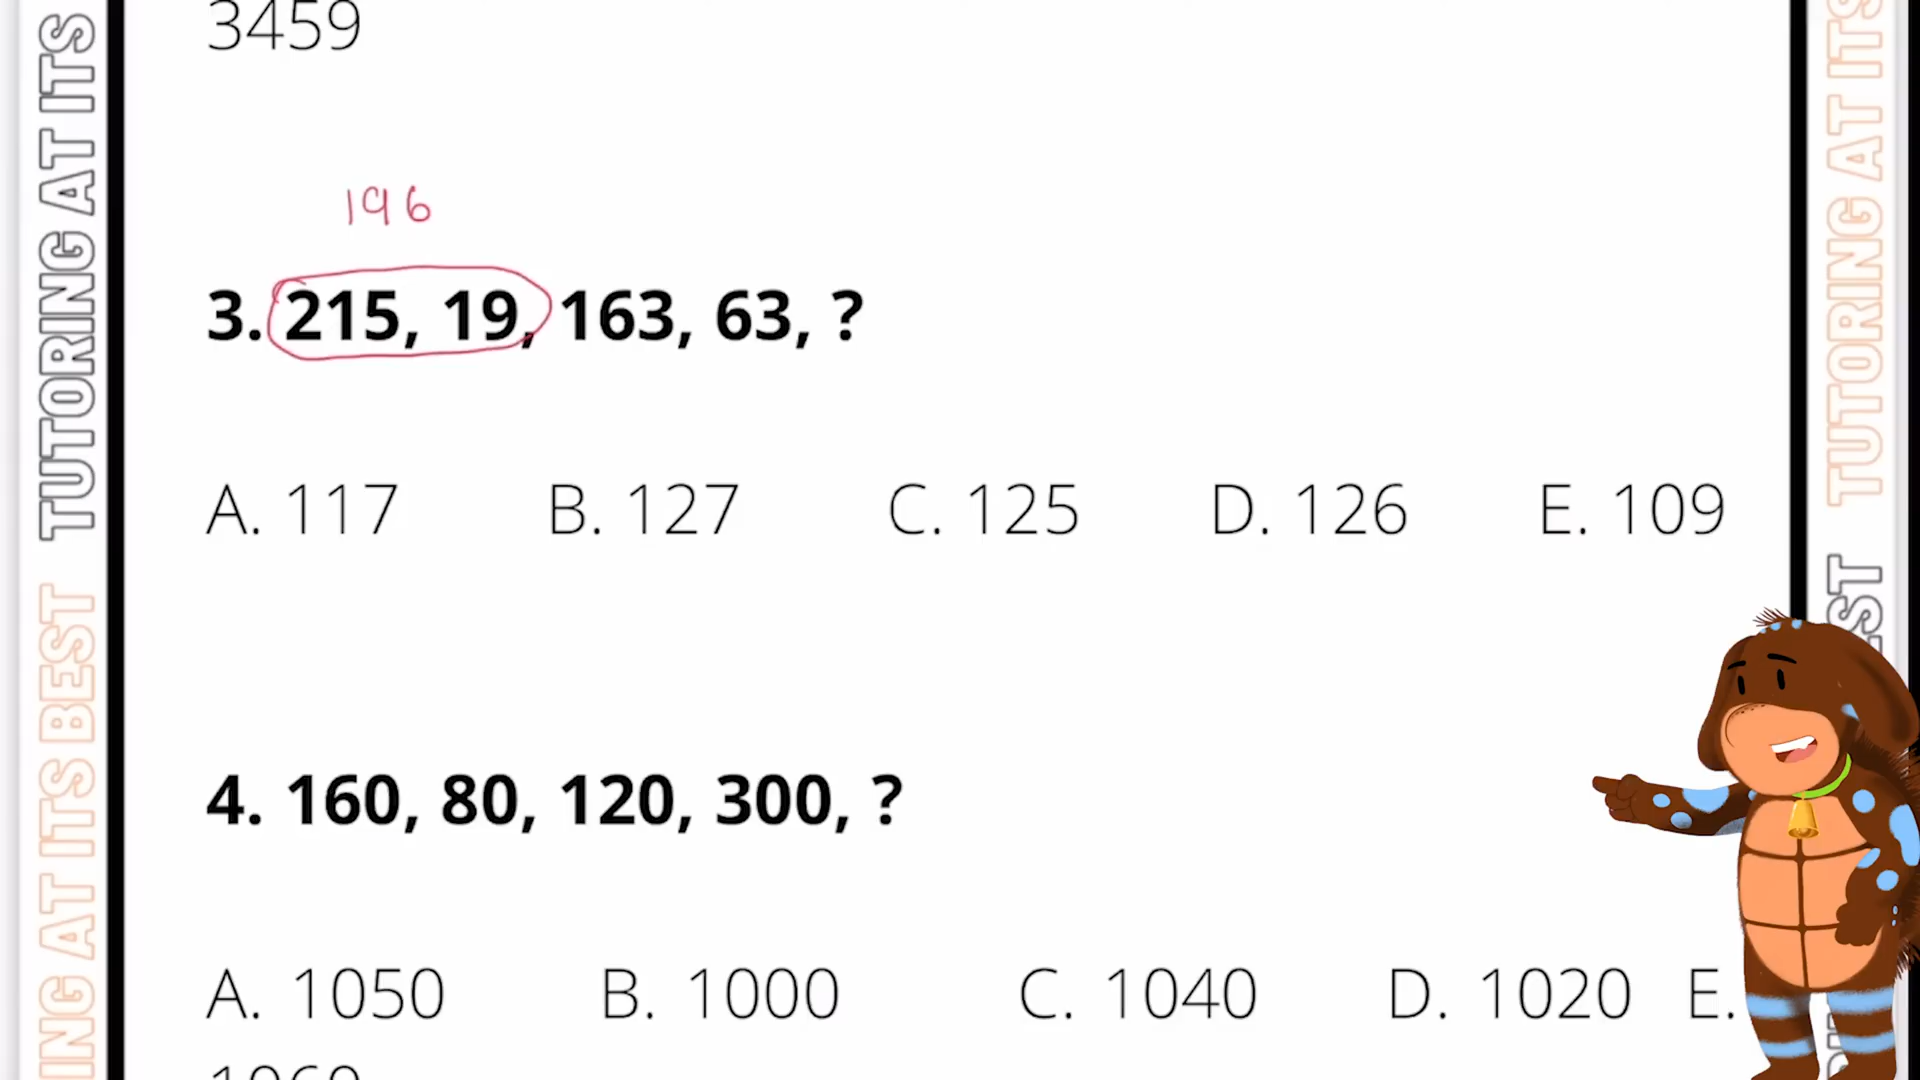 3459
196
3. 215, 19, 163, 63, ?
A. 117 B. 127 C. 125 D. 126 E. 109
4. 160, 80, 120, 300, ?
A. 1050 B. 1000 C. 1040 D. 1020 E.
1060
TUTORING AT ITS
ING AT ITS BEST
TUTORING AT ITS